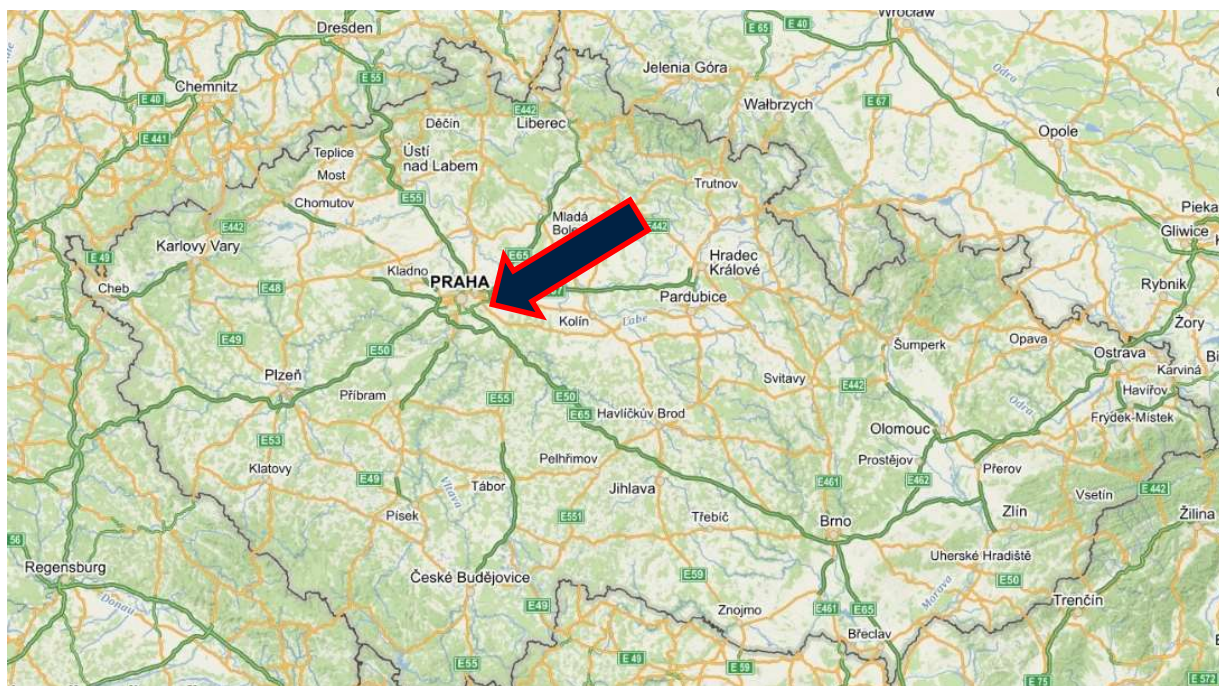 Wrocław
E 65
E 40
Dresden
Jelenia Góra
Odra
E 55
Chemnitz
E 40
E 67
Wałbrzych
E442
Děčín
Liberec
Opole
E 441
Teplice
Ústí
nad Labem
Most
Trutnov
Chomutov
E55
Mladá
E442
E442
Karlovy Vary
E65
Hradec
Králové
Gliwice
E 49
Kladno
PRAHA
Cheb
E48
Pardubice
Rybnik
Kolín
Labe
Żory
E49
E50
Šumperk
Opava
Ostrava
Karviná
Plzeň
Svitavy
E442
Příbram
E55
E50
E65
Havlíčkův Brod
Odra
Havířov
Frýdek-Místek
Olomouc
E53
Klatovy
Pelhřimov
Prostějov
Přerov
E49
Vltava
Tábor
Jihlava
E461
E462
Vsetín
E 442
Písek
E551
Třebíč
Brno
Zlín
Žilina
56
Regensburg
České Budějovice
Uherské Hradiště
E59
E50
Donau
E49
Znojmo
E461
E65
Morava
Trenčín
Břeclav
E55
E 49
E 59
E 75
E 572